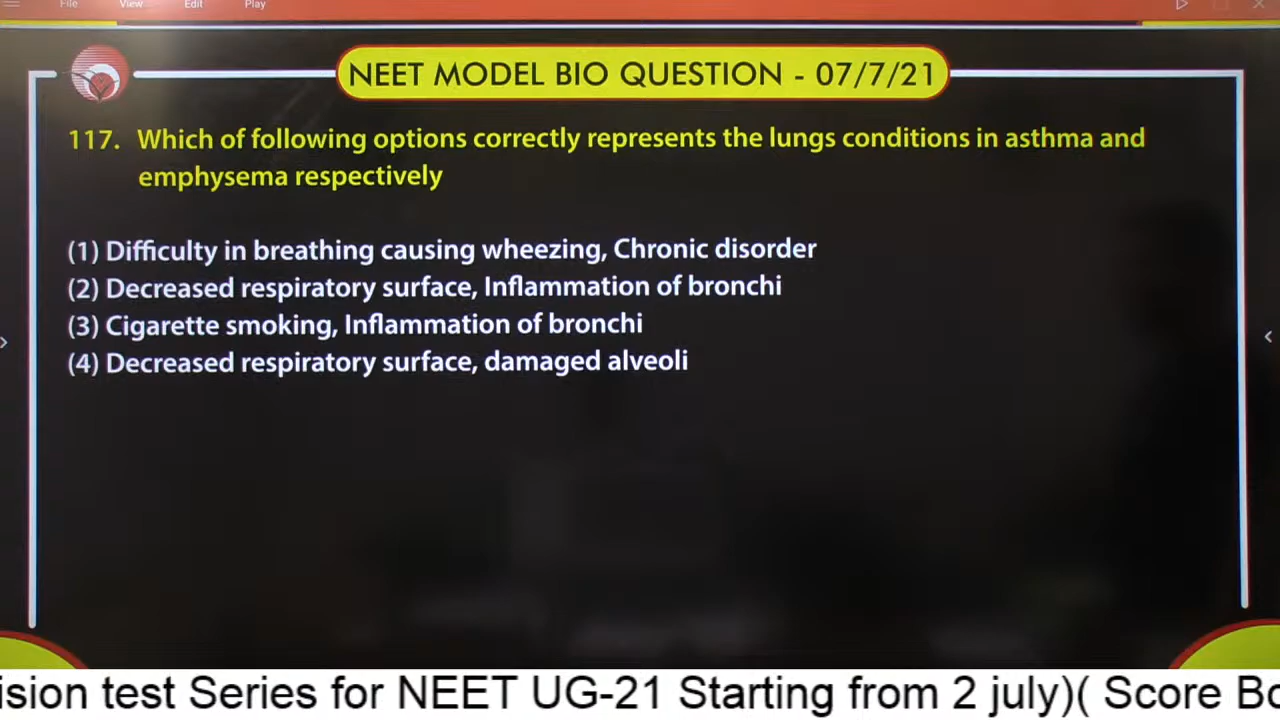 File View Edit Play
NEET MODEL BIO QUESTION - 07/7/21
117. Which of following options correctly represents the lungs conditions in asthma and
emphysema respectively
(1) Difficulty in breathing causing wheezing, Chronic disorder
(2) Decreased respiratory surface, Inflammation of bronchi
(3) Cigarette smoking, Inflammation of bronchi
(4) Decreased respiratory surface, damaged alveoli
ision test Series for NEET UG-21 Starting from 2 july)( Score Bo